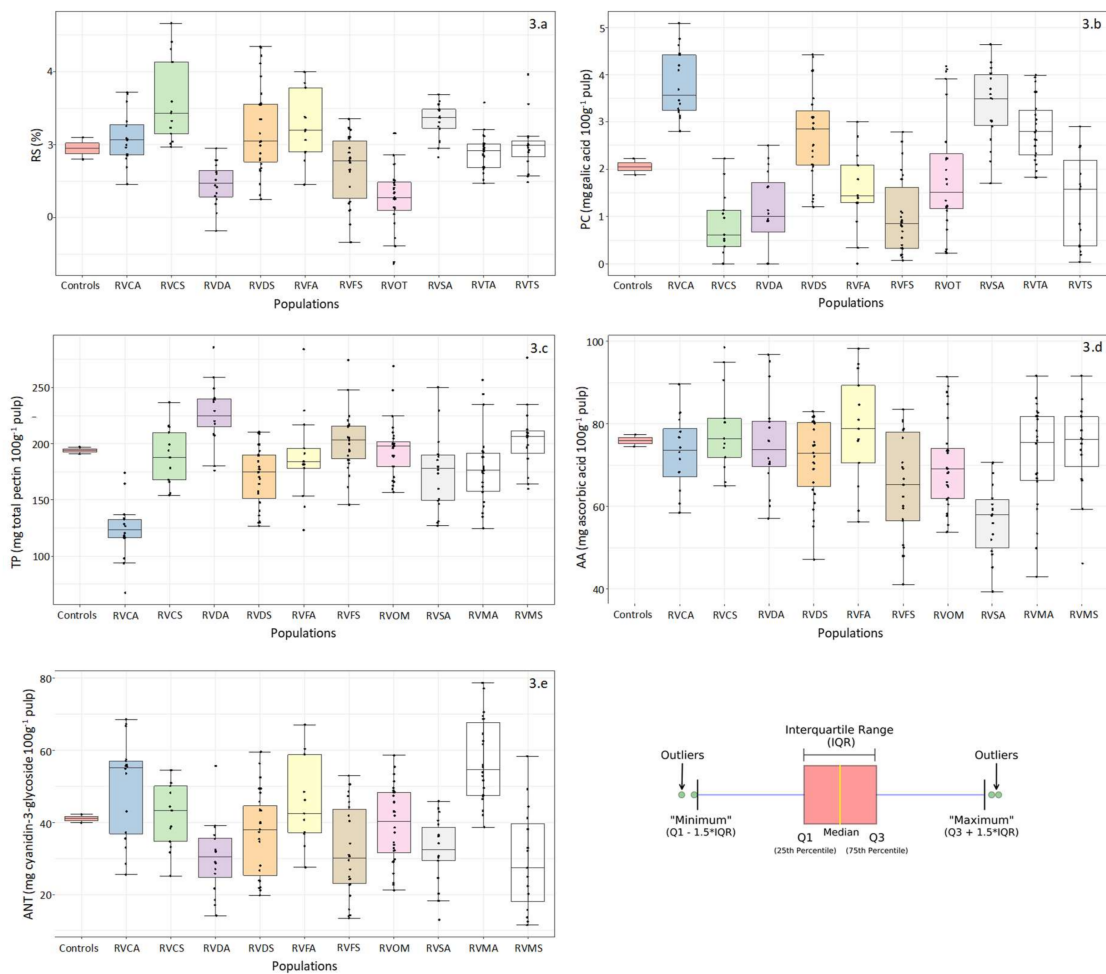 3.a
RS (%)
4
3
0
Controls RVCA RVCS RVDA RVDS RVFA RVFS RVOT RVSA RVTA RVTS
Populations
3.b
PC (mg galic acid 100g⁻¹ pulp)
5
4
3
2
1
0
Controls RVCA RVCS RVDA RVDS RVFA RVFS RVOT RVSA RVTA RVTS
Populations
3.c
TP (mg total pectin 100g⁻¹ pulp)
250
200
150
100
Controls RVCA RVCS RVDA RVDS RVFA RVFS RVOM RVSA RVMA RVMS
Populations
3.d
AA (mg ascorbic acid 100g⁻¹ pulp)
100
80
60
40
Controls RVCA RVCS RVDA RVDS RVFA RVFS RVOM RVSA RVMA RVMS
Populations
3.e
ANT (mg cyanidin-3-glycoside 100g⁻¹ pulp)
80
60
40
20
Controls RVCA RVCS RVDA RVDS RVFA RVFS RVOM RVSA RVMA RVMS
Populations
Interquartile Range
(IQR)
Outliers Outliers
"Minimum" "Maximum"
(Q1 - 1.5*IQR) (Q3 + 1.5*IQR)
Q1 Median Q3
(25th Percentile) (75th Percentile)